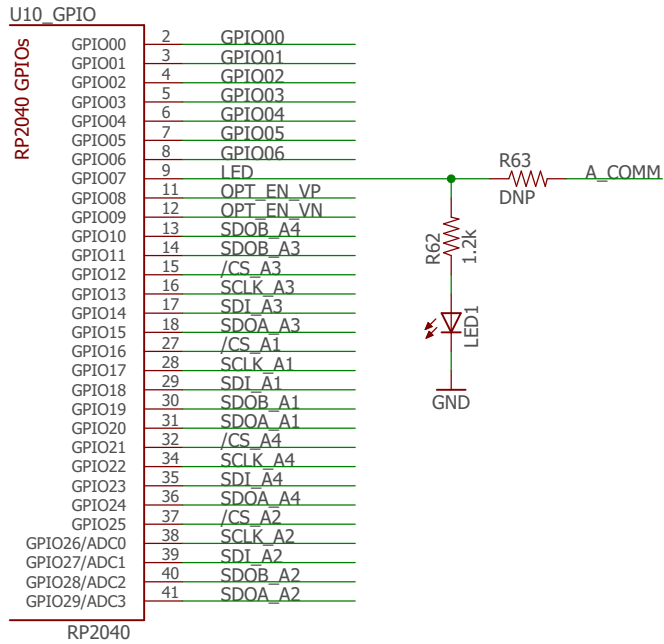 U10_GPIO
RP2040 GPIOs
GPIO00 2 GPIO00
GPIO01 3 GPIO01
GPIO02 4 GPIO02
GPIO03 5 GPIO03
GPIO04 6 GPIO04
GPIO05 7 GPIO05
GPIO06 8 GPIO06
GPIO07 9 LED
GPIO08 11 OPT_EN_VP
GPIO09 12 OPT_EN_VN
GPIO10 13 SDOB_A4
GPIO11 14 SDOB_A3
GPIO12 15 /CS_A3
GPIO13 16 SCLK_A3
GPIO14 17 SDI_A3
GPIO15 18 SDOA_A3
GPIO16 27 /CS_A1
GPIO17 28 SCLK_A1
GPIO18 29 SDI_A1
GPIO19 30 SDOB_A1
GPIO20 31 SDOA_A1
GPIO21 32 /CS_A4
GPIO22 34 SCLK_A4
GPIO23 35 SDI_A4
GPIO24 36 SDOA_A4
GPIO25 37 /CS_A2
GPIO26/ADC0 38 SCLK_A2
GPIO27/ADC1 39 SDI_A2
GPIO28/ADC2 40 SDOB_A2
GPIO29/ADC3 41 SDOA_A2
RP2040
R63
DNP
A_COMM
R62
1.2k
LED1
GND